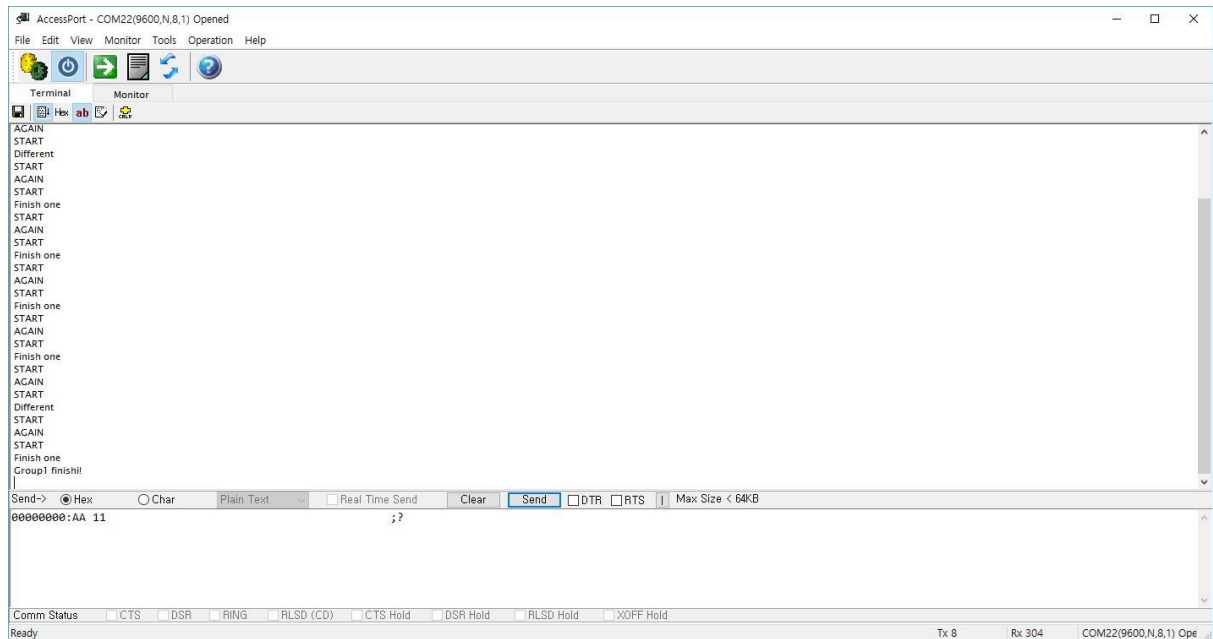 AccessPort - COM22(9600,N,8,1) Opened
File Edit View Monitor Tools Operation Help
Terminal Monitor
Hex ab CRLF
AGAIN
START
Different
START
AGAIN
START
Finish one
START
AGAIN
START
Finish one
START
AGAIN
START
Finish one
START
AGAIN
START
Finish one
START
AGAIN
START
Different
START
AGAIN
START
Finish one
Group1 finish!
Send-> Hex Char Plain Text Real Time Send Clear Send DTR RTS Max Size < 64KB
00000000:AA 11 ;?
Comm Status CTS DSR RING RLSD (CD) CTS Hold DSR Hold RLSD Hold XOFF Hold
Ready Tx 8 Rx 304 COM22(9600,N,8,1) Ope